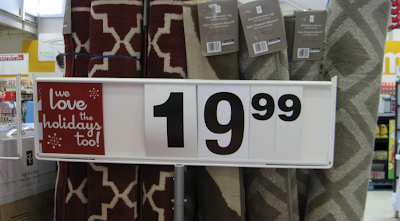 we
love
the
holidays
too!
19 99